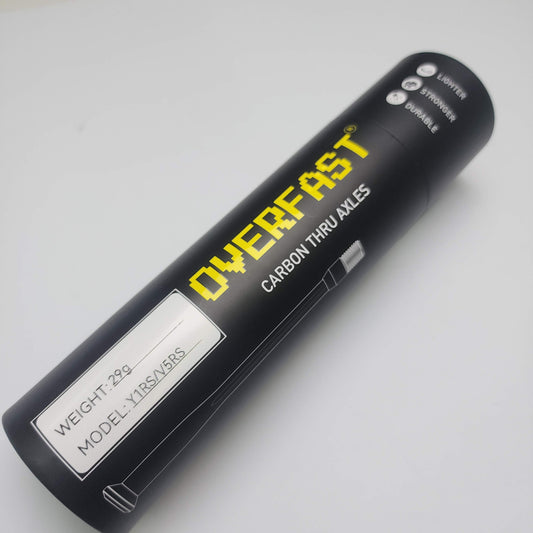 LIGHTER
STRONGER
DURABLE
OVERFAST®
CARBON THRU AXLES
WEIGHT: 29g
MODEL: Y1RS/V5RS